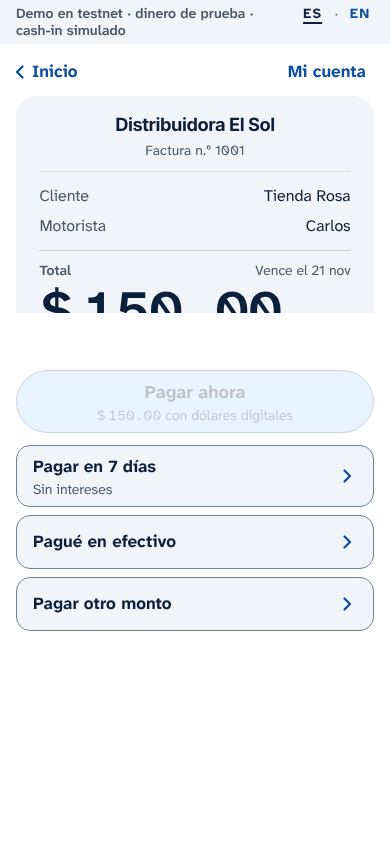 Demo en testnet · dinero de prueba ·
cash-in simulado
ES · EN
Inicio
Mi cuenta
Distribuidora El Sol
Factura n.° 1001
Cliente Tienda Rosa
Motorista Carlos
Total Vence el 21 nov
$150.00
Pagar ahora
$150.00 con dólares digitales
Pagar en 7 días
Sin intereses
Pagué en efectivo
Pagar otro monto